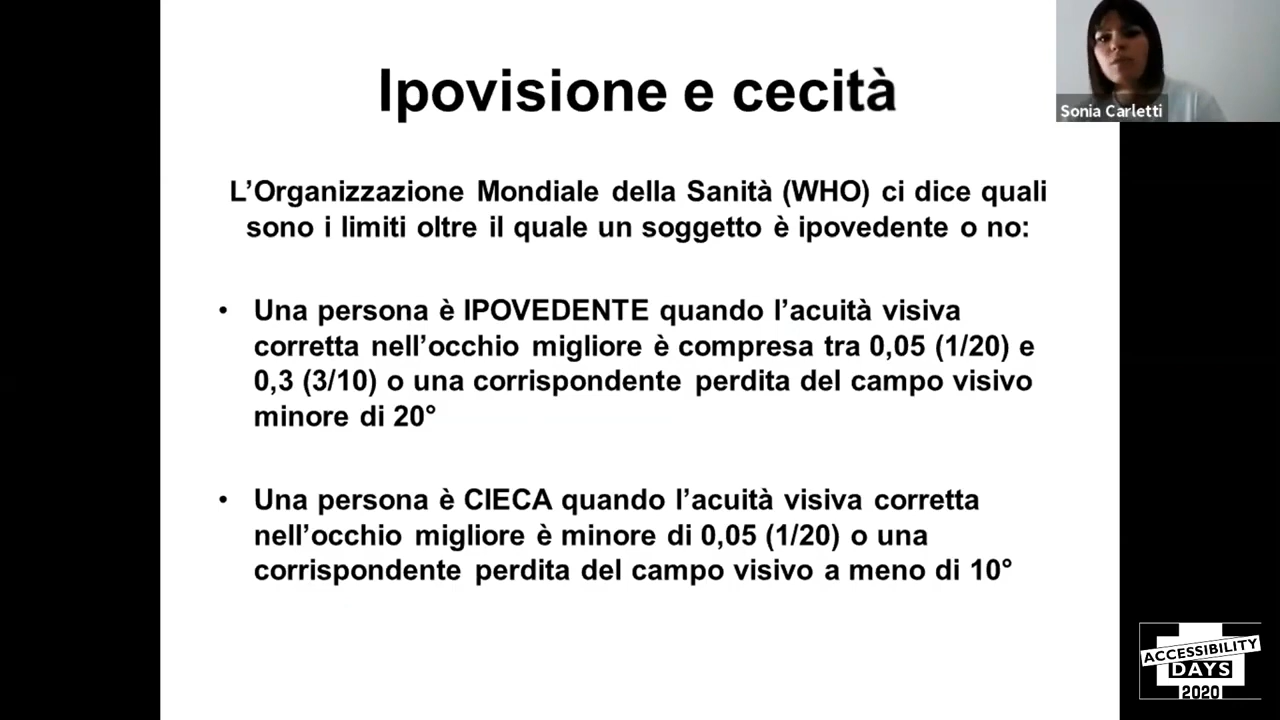 Ipovisione e cecità
Sonia Carletti
L’Organizzazione Mondiale della Sanità (WHO) ci dice quali
sono i limiti oltre il quale un soggetto è ipovedente o no:
• Una persona è IPOVEDENTE quando l’acuità visiva
corretta nell’occhio migliore è compresa tra 0,05 (1/20) e
0,3 (3/10) o una corrispondente perdita del campo visivo
minore di 20°
• Una persona è CIECA quando l’acuità visiva corretta
nell’occhio migliore è minore di 0,05 (1/20) o una
corrispondente perdita del campo visivo a meno di 10°
ACCESSIBILITY
DAYS
2020